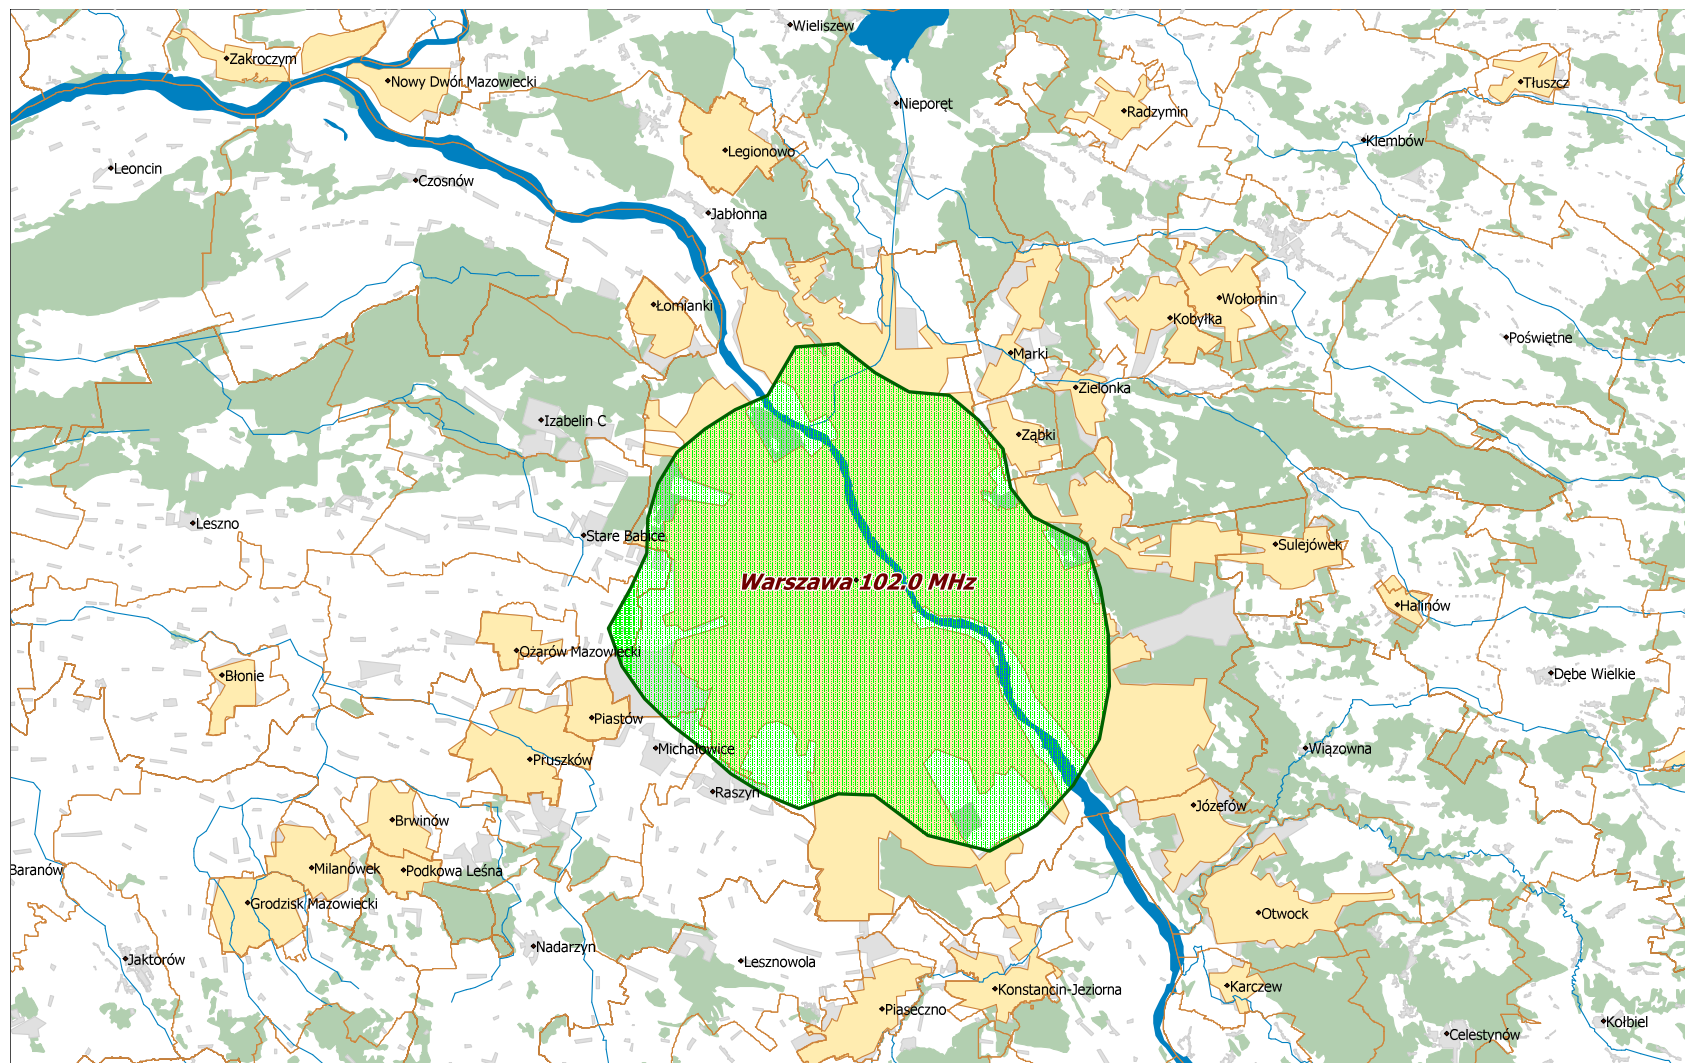 Wieliszew
Zakroczym
Nowy Dwór Mazowiecki
Tłuszcz
Nieporęt
Radzymin
Klembów
Legionowo
Leoncin
Czosnów
Jabłonna
Łomianki
Wołomin
Kobyłka
Poświętne
Marki
Zielonka
Izabelin C
Ząbki
Leszno
Stare Babice
Sulejówek
Warszawa 102.0 MHz
Halinów
Ożarów Mazowiecki
Błonie
Dębe Wielkie
Piastów
Michałowice
Wiązowna
Pruszków
Raszyn
Józefów
Brwinów
Baranów
Milanówek
Podkowa Leśna
Grodzisk Mazowiecki
Otwock
Nadarzyn
Jaktorów
Lesznowola
Karczew
Konstancin-Jeziorna
Piaseczno
Kołbiel
Celestynów